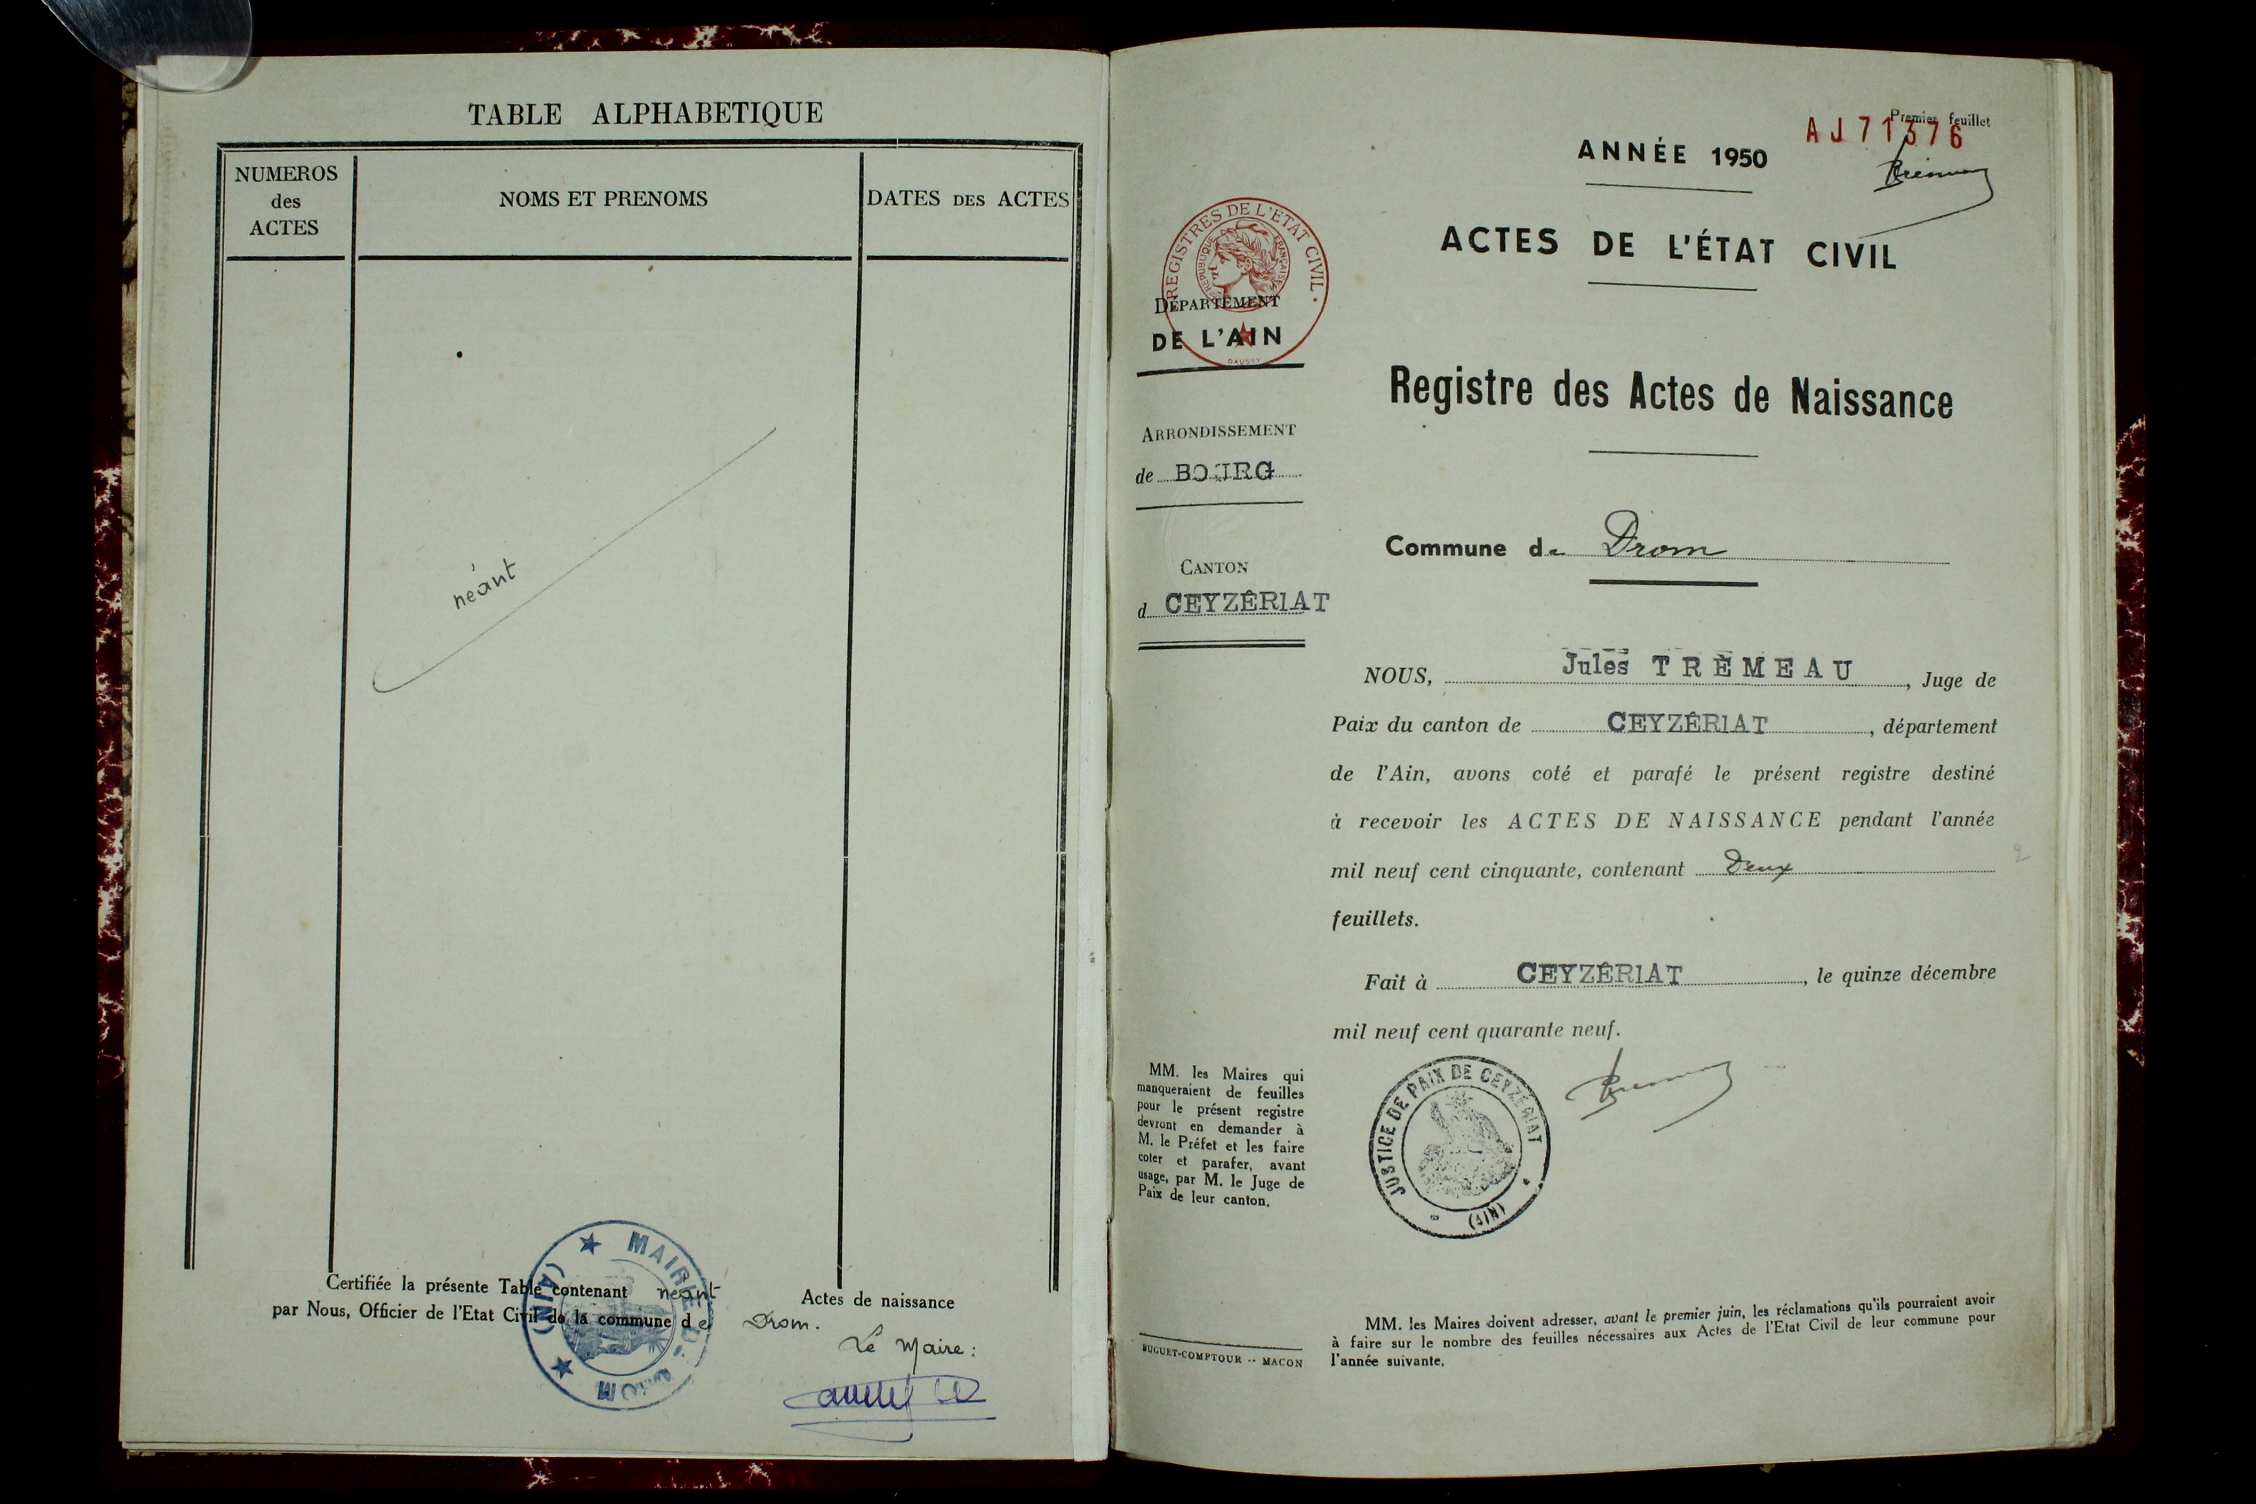 TABLE ALPHABETIQUE
NUMEROS
des
ACTES
NOMS ET PRENOMS
DATES DES ACTES
néant
Certifiée la présente Table contenant néant Actes de naissance
par Nous, Officier de l'Etat Civil de la commune de Drom.
Le Maire :
★ MAIRIE DE DROM ★ (AIN)
Premier feuillet
AJ71376
ANNÉE 1950
ACTES DE L'ÉTAT CIVIL
REGISTRES DE L'ETAT CIVIL
REPUBLIQUE FRANÇAISE
DÉPARTEMENT
DE L'AIN
Registre des Actes de Naissance
ARRONDISSEMENT
de BOURG
Commune de Drom
CANTON
d CEYZÊRIAT
NOUS, Jules TRÈMEAU, Juge de
Paix du canton de CEYZÊRIAT, département
de l'Ain, avons coté et parafé le présent registre destiné
à recevoir les ACTES DE NAISSANCE pendant l'année
mil neuf cent cinquante, contenant Deux
2
feuillets.
Fait à CEYZÊRIAT, le quinze décembre
mil neuf cent quarante neuf.
JUSTICE DE PAIX DE CEYZÉRIAT
(AIN)
MM. les Maires qui
manqueraient de feuilles
pour le présent registre
devront en demander à
M. le Préfet et les faire
coter et parafer, avant
usage, par M. le Juge de
Paix de leur canton.
BUGUET-COMPTOUR -- MACON
MM. les Maires doivent adresser, avant le premier juin, les réclamations qu'ils pourraient avoir
à faire sur le nombre des feuilles nécessaires aux Actes de l'Etat Civil de leur commune pour
l'année suivante.